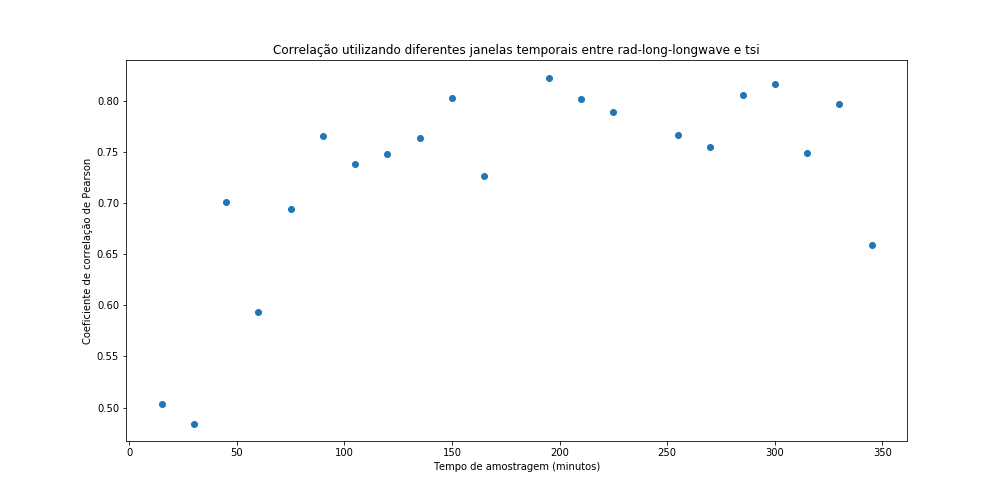 Correlação utilizando diferentes janelas temporais entre rad-long-longwave e tsi
0.80
0.75
0.70
0.65
0.60
0.55
0.50
Coeficiente de correlação de Pearson
0 50 100 150 200 250 300 350
Tempo de amostragem (minutos)